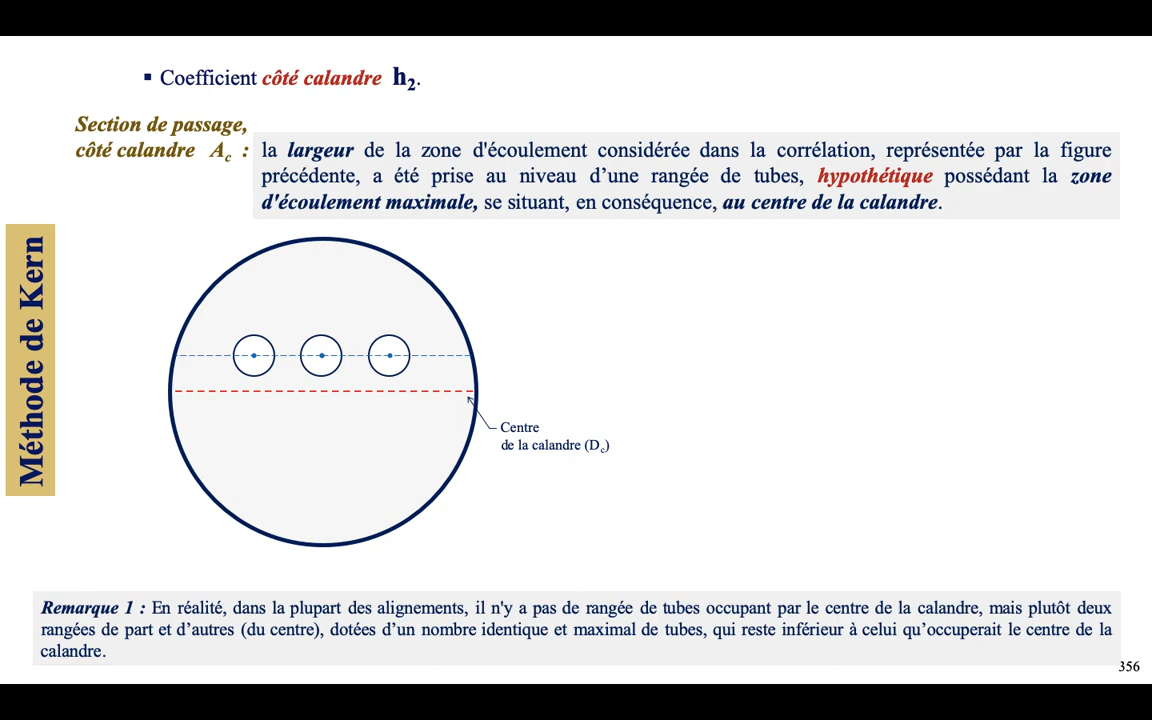 ▪ Coefficient côté calandre h2.
Section de passage,
côté calandre Ac :
la largeur de la zone d'écoulement considérée dans la corrélation, représentée par la figure
précédente, a été prise au niveau d’une rangée de tubes, hypothétique possédant la zone
d'écoulement maximale, se situant, en conséquence, au centre de la calandre.
Méthode de Kern
Centre
de la calandre (Dc)
Remarque 1 : En réalité, dans la plupart des alignements, il n'y a pas de rangée de tubes occupant par le centre de la calandre, mais plutôt deux
rangées de part et d’autres (du centre), dotées d’un nombre identique et maximal de tubes, qui reste inférieur à celui qu’occuperait le centre de la
calandre.
356